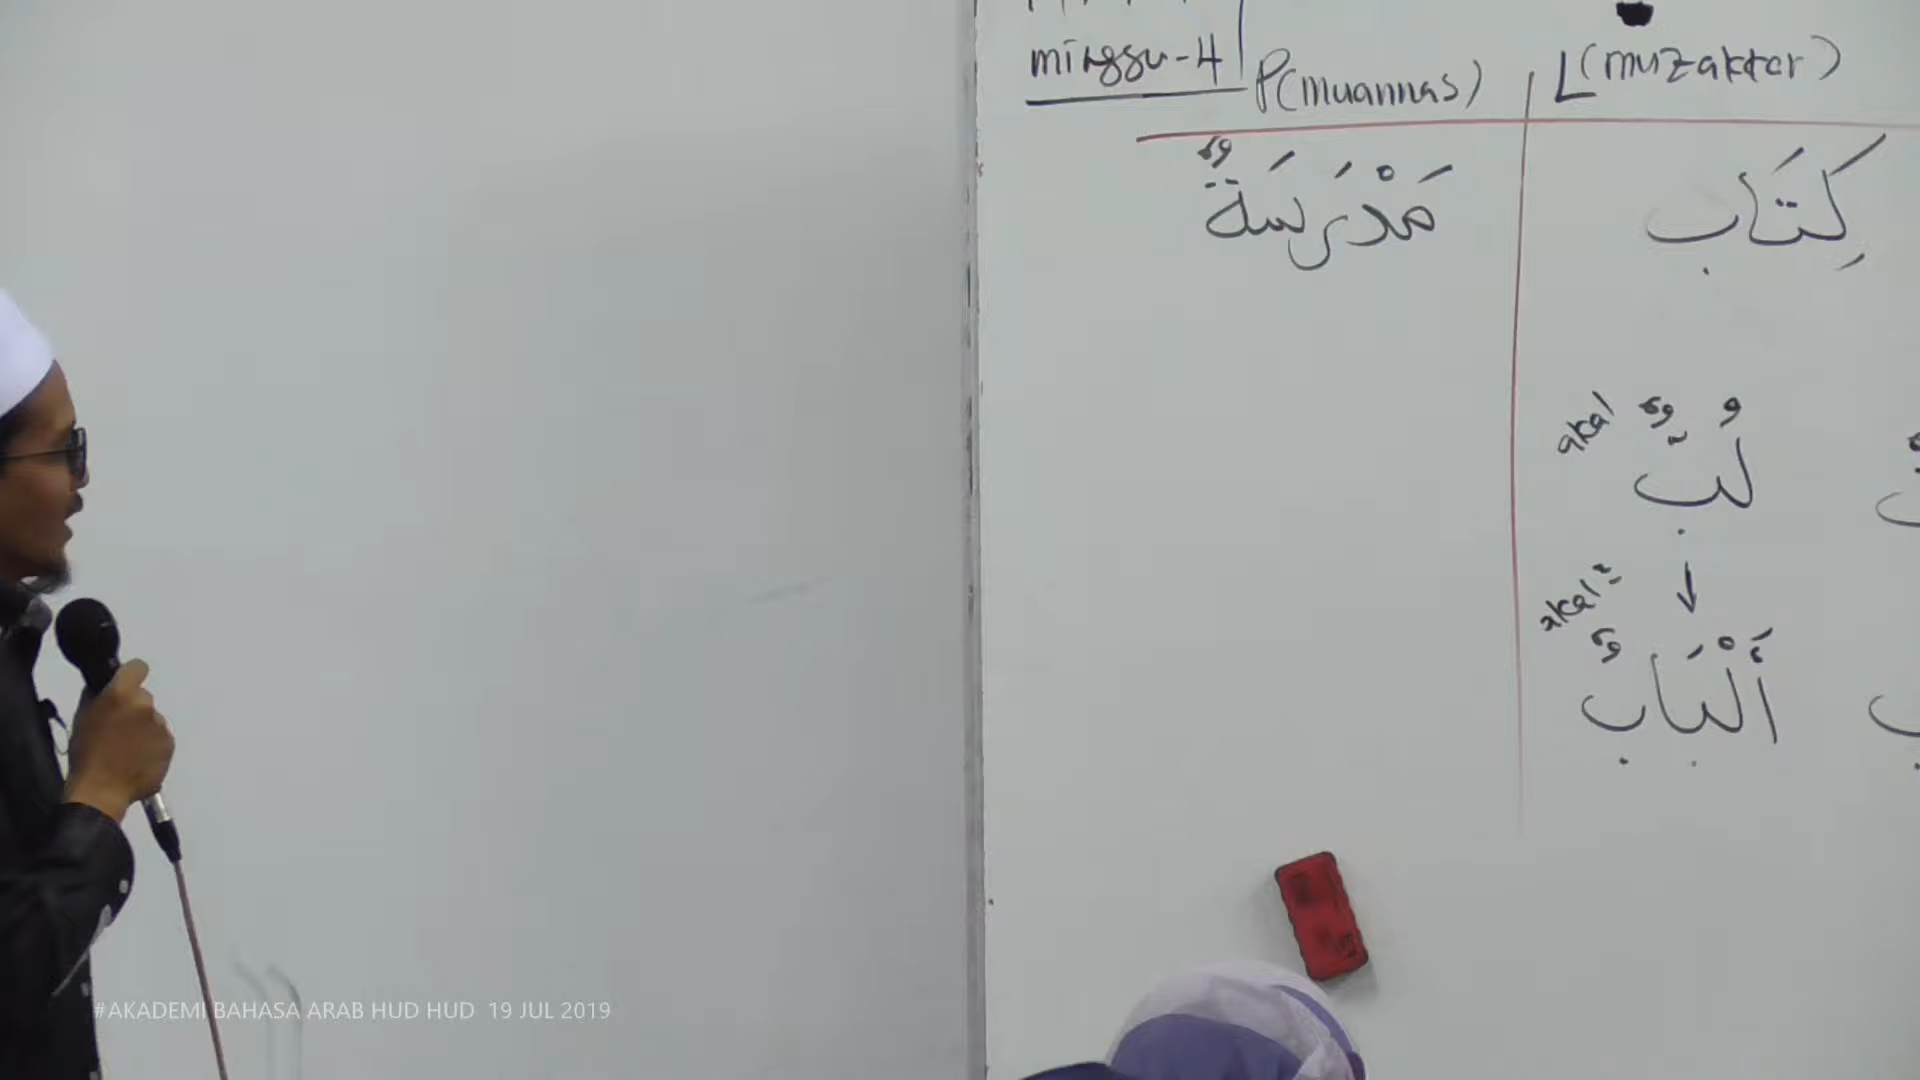 minggu-4
P(muannas)
L(muzakkar)
مَدْرَسَةٌ
كِتَاب
akal
لُبٌّ
↓
akal²
أَلْبَابٌ
#AKADEMI BAHASA ARAB HUD HUD 19 JUL 2019